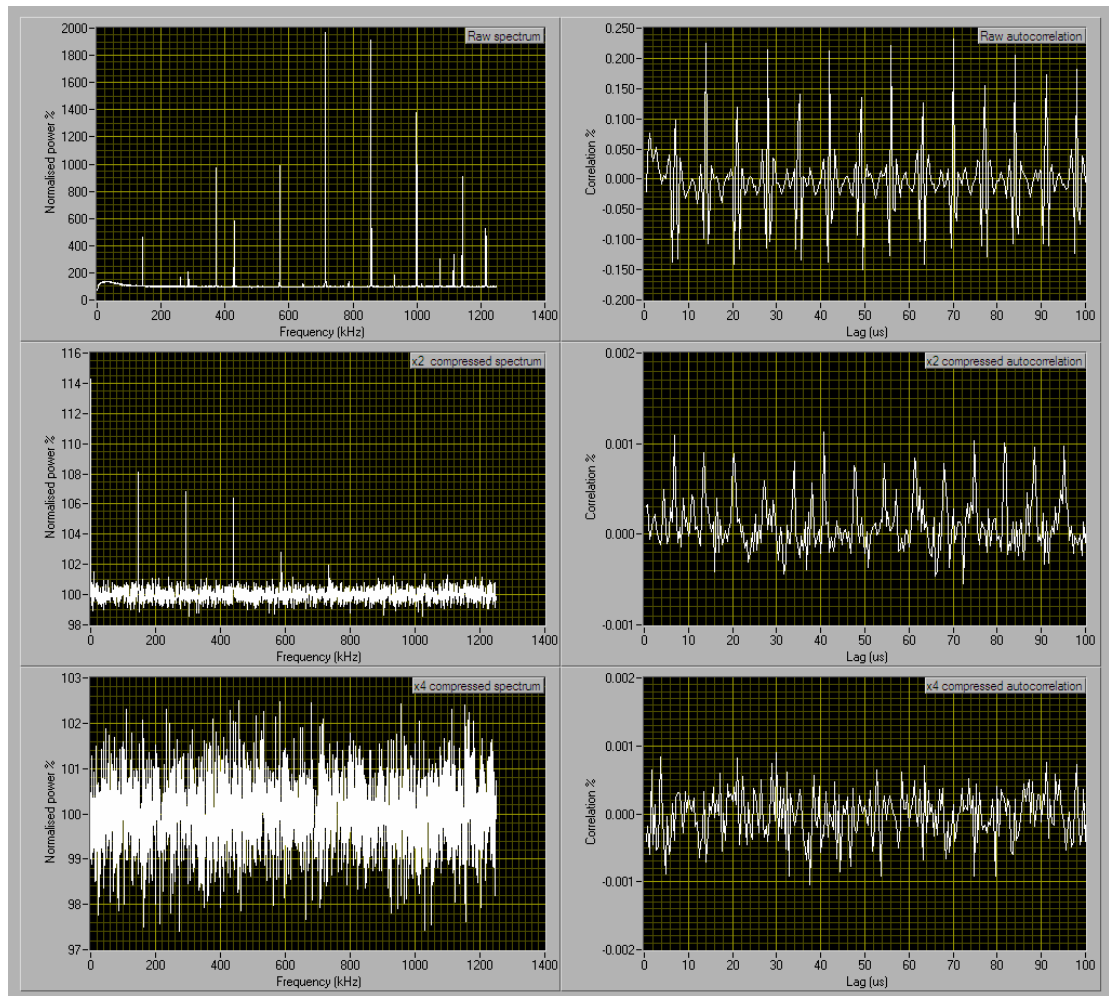 Raw spectrum
Normalised power %
2000
1800
1600
1400
1200
1000
800
600
400
200
0
0 200 400 600 800 1000 1200 1400
Frequency (kHz)
Raw autocorrelation
Correlation %
0.250
0.200
0.150
0.100
0.050
0.000
-0.050
-0.100
-0.150
-0.200
0 10 20 30 40 50 60 70 80 90 100
Lag (us)
x2 compressed spectrum
Normalised power %
116
114
112
110
108
106
104
102
100
98
0 200 400 600 800 1000 1200 1400
Frequency (kHz)
x2 compressed autocorrelation
Correlation %
0.002
0.001
0.000
-0.001
0 10 20 30 40 50 60 70 80 90 100
Lag (us)
x4 compressed spectrum
Normalised power %
103
102
101
100
99
98
97
0 200 400 600 800 1000 1200 1400
Frequency (kHz)
x4 compressed autocorrelation
Correlation %
0.002
0.001
0.000
-0.001
-0.002
0 10 20 30 40 50 60 70 80 90 100
Lag (us)